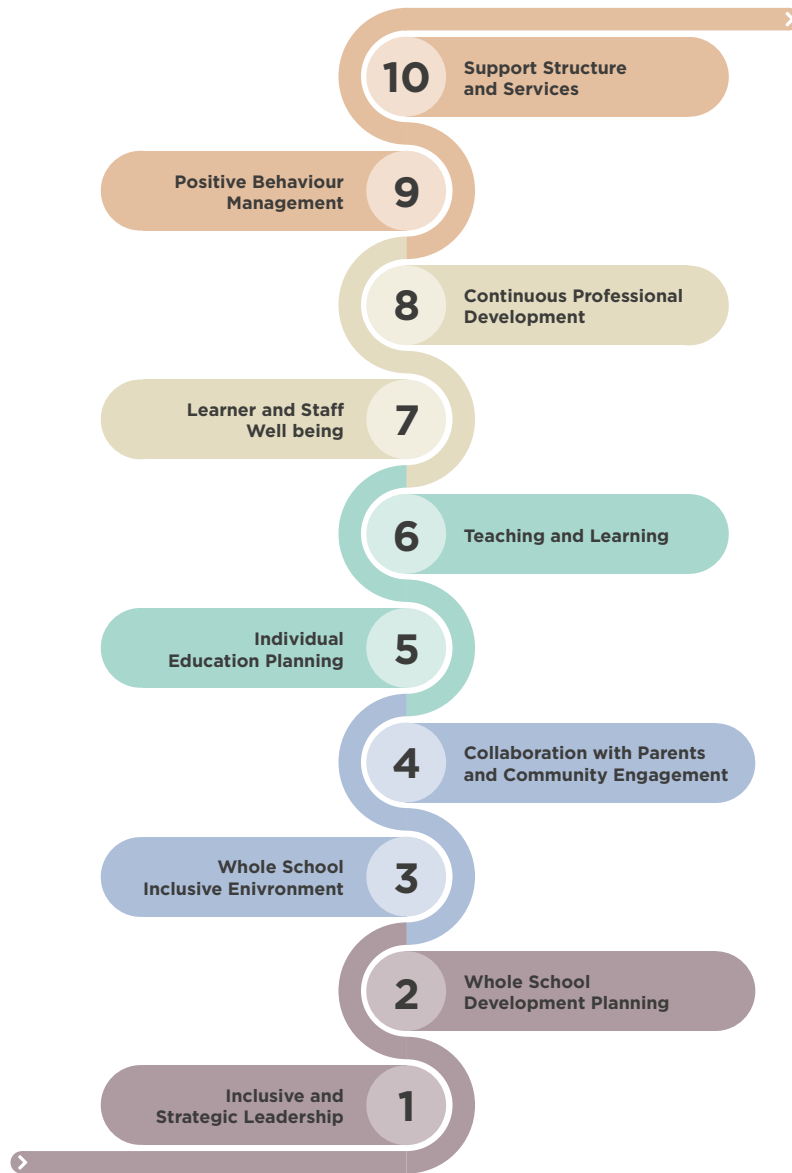 10
Support Structure
and Services
Positive Behaviour
Management
9
8
Continuous Professional
Development
Learner and Staff
Well being
7
6
Teaching and Learning
Individual
Education Planning
5
4
Collaboration with Parents
and Community Engagement
Whole School
Inclusive Enivronment
3
2
Whole School
Development Planning
Inclusive and
Strategic Leadership
1